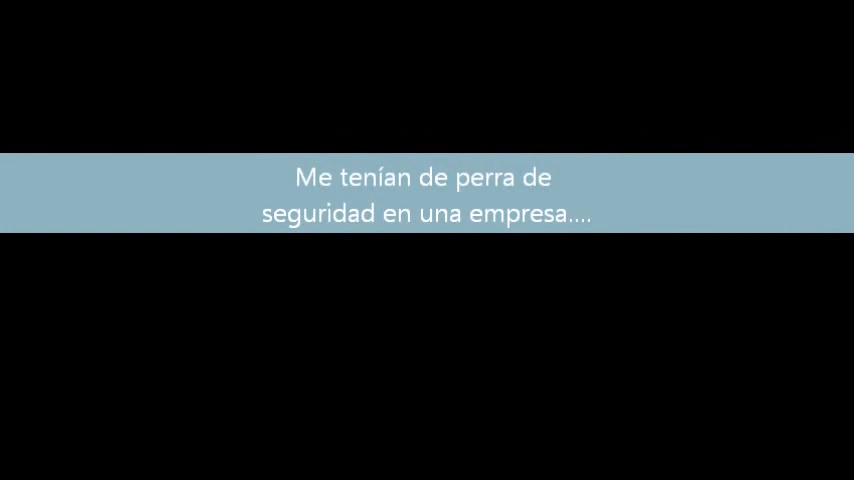 Me tenían de perra de
seguridad en una empresa....